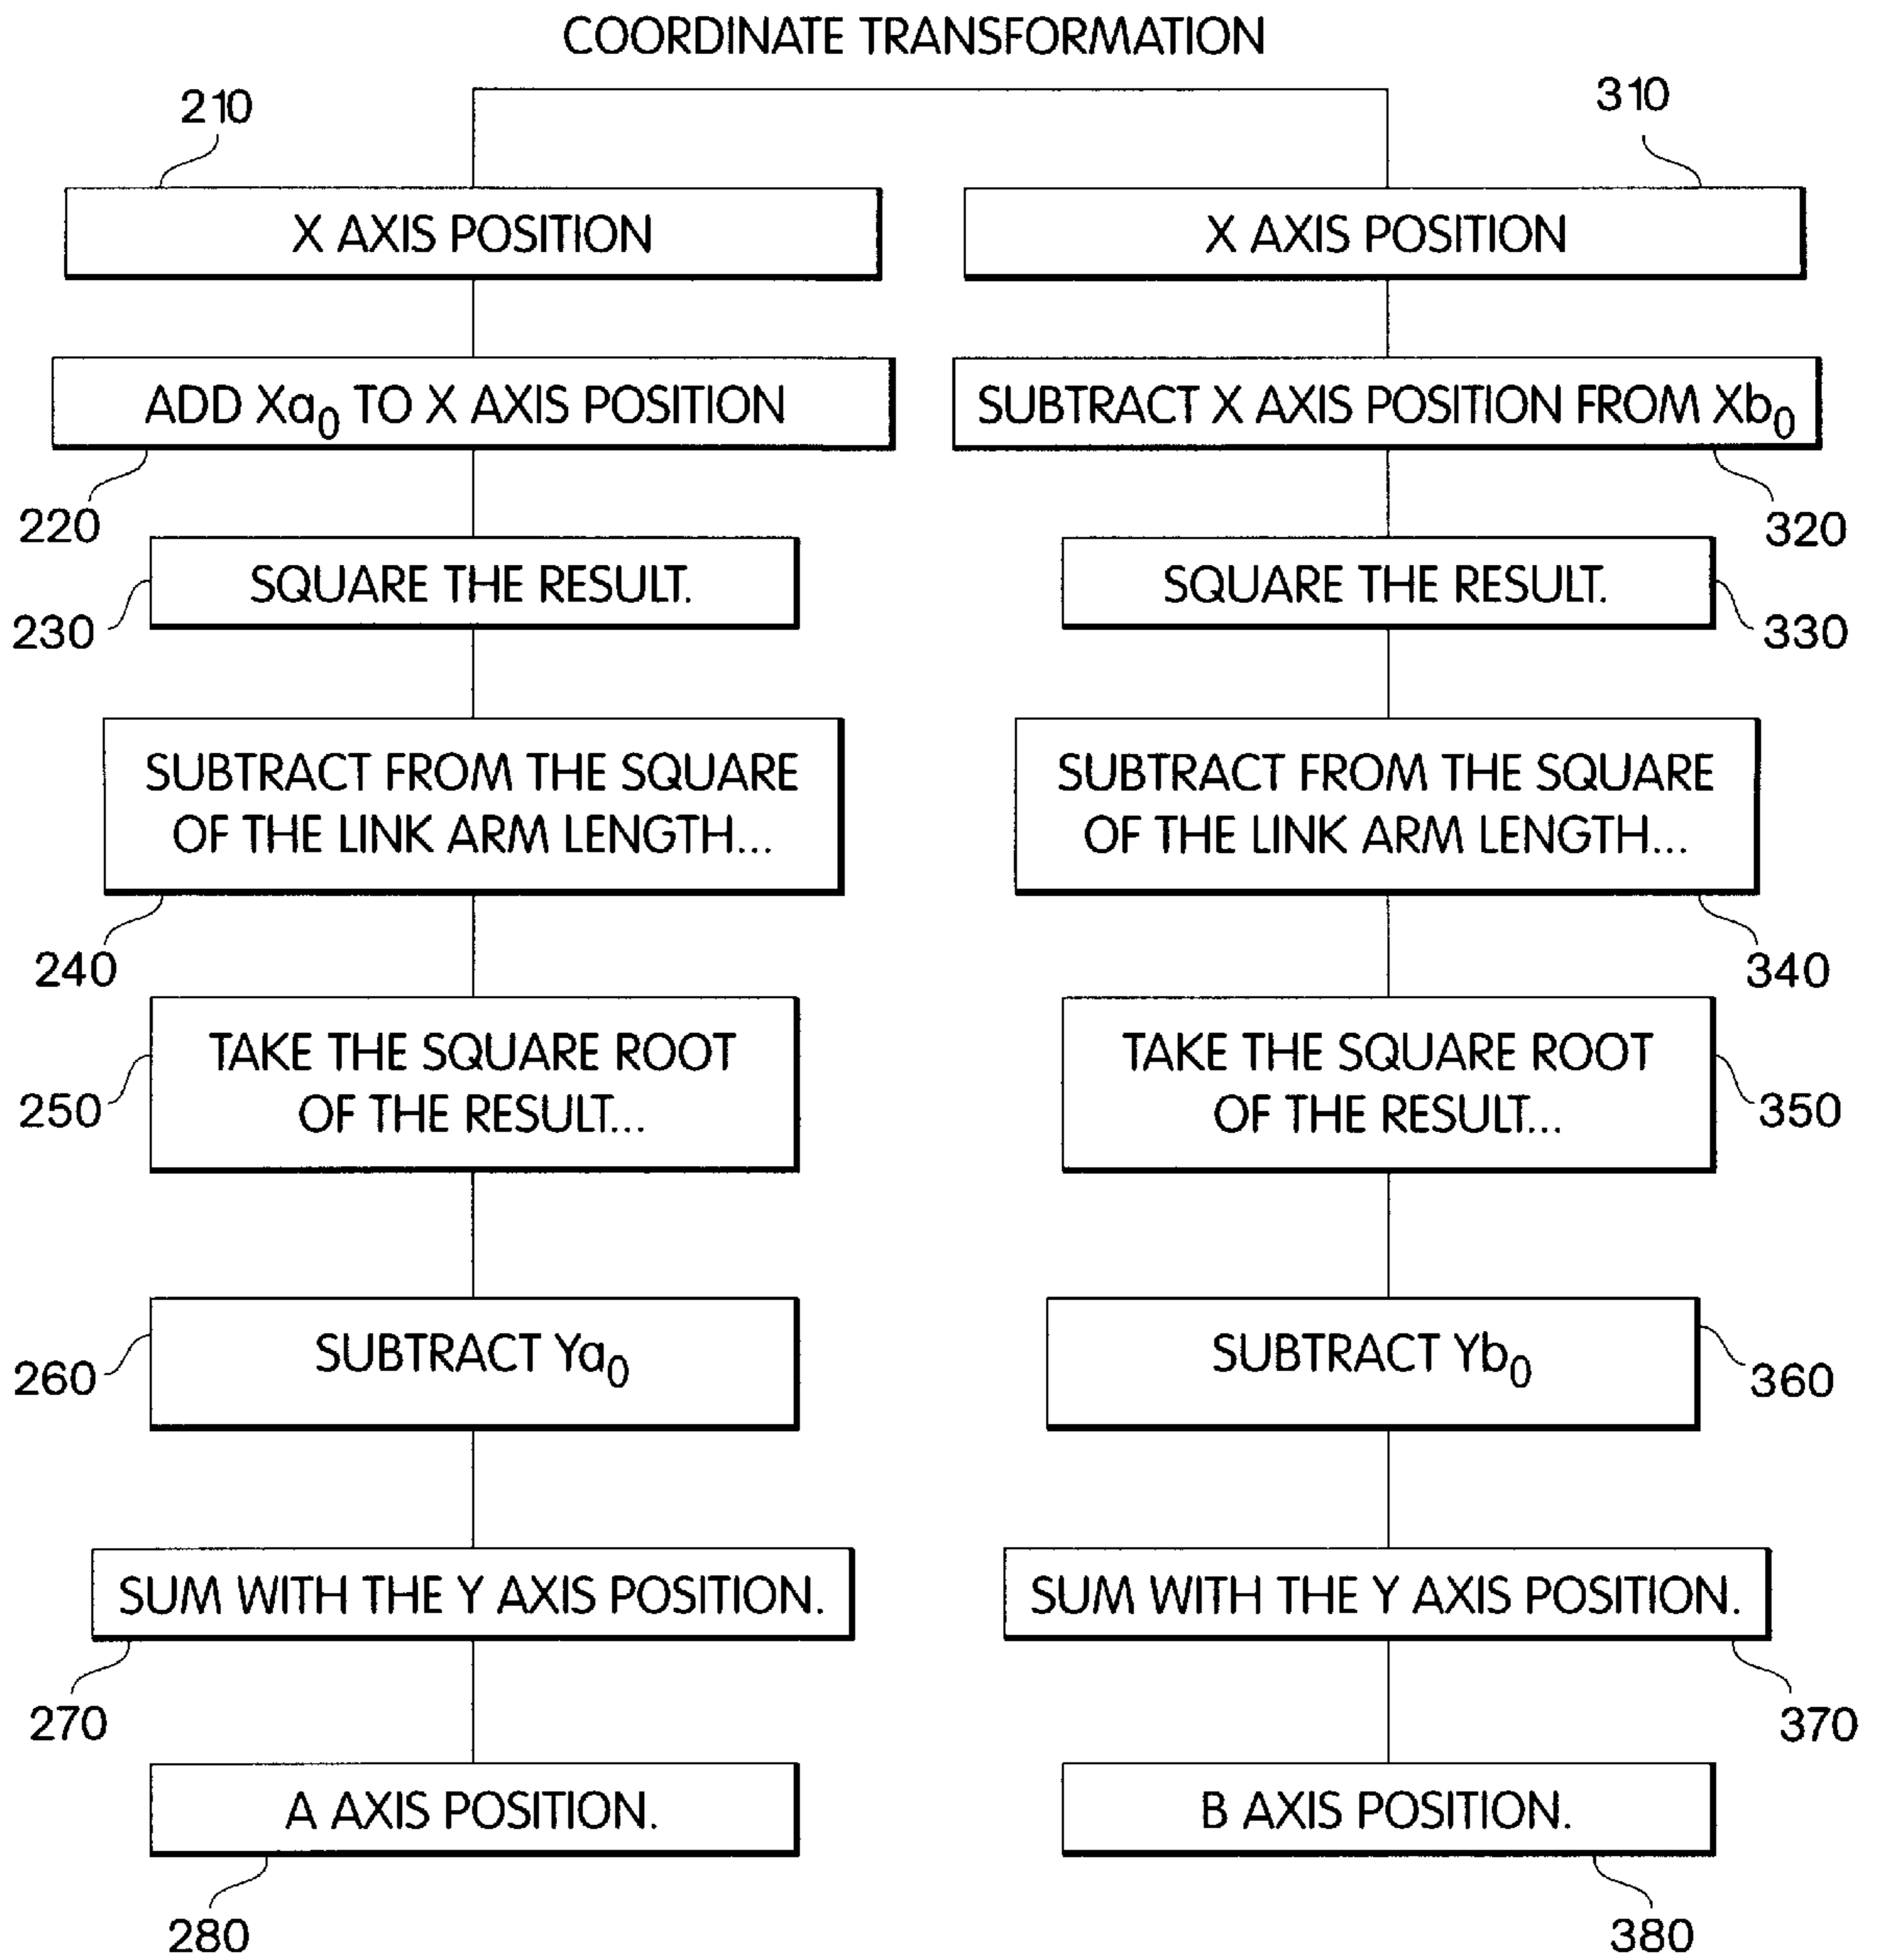 COORDINATE TRANSFORMATION
210
X AXIS POSITION
ADD Xa0 TO X AXIS POSITION
220
SQUARE THE RESULT.
230
SUBTRACT FROM THE SQUARE
OF THE LINK ARM LENGTH...
240
TAKE THE SQUARE ROOT
OF THE RESULT...
250
SUBTRACT Ya0
260
SUM WITH THE Y AXIS POSITION.
270
A AXIS POSITION.
280
310
X AXIS POSITION
SUBTRACT X AXIS POSITION FROM Xb0
320
SQUARE THE RESULT.
330
SUBTRACT FROM THE SQUARE
OF THE LINK ARM LENGTH...
340
TAKE THE SQUARE ROOT
OF THE RESULT...
350
SUBTRACT Yb0
360
SUM WITH THE Y AXIS POSITION.
370
B AXIS POSITION.
380